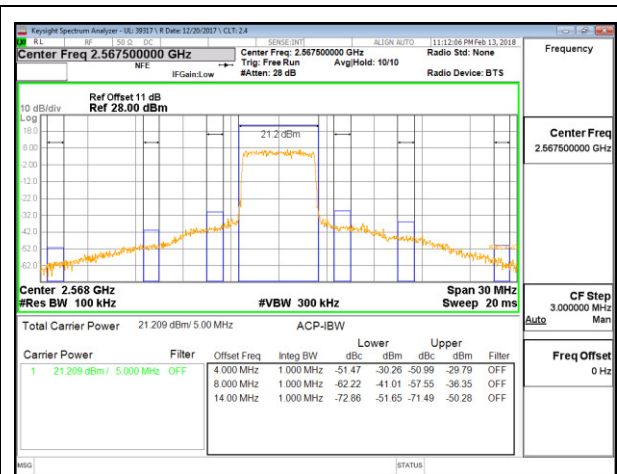 Keysight Spectrum Analyzer - UL: 39317 \ R Date: 12/20/2017 \ CLT: 2.4
RL RF 50 Ω DC SENSE:INT ALIGN AUTO 11:12:06 PM Feb 13, 2018
Center Freq 2.567500000 GHz Center Freq: 2.567500000 GHz Radio Std: None
NFE Trig: Free Run Avg|Hold: 10/10
IFGain:Low #Atten: 28 dB Radio Device: BTS
Frequency
Ref Offset 11 dB
10 dB/div Ref 28.00 dBm
Log
18.0
8.00
-2.00
-12.0
-22.0
-32.0
-42.0
-52.0
-62.0
21.2 dBm
Center Freq
2.567500000 GHz
Center 2.568 GHz Span 30 MHz
#Res BW 100 kHz #VBW 300 kHz Sweep 20 ms
CF Step
3.000000 MHz
Auto Man
Freq Offset
0 Hz
Total Carrier Power 21.209 dBm/ 5.00 MHz ACP-IBW
Lower Upper
Carrier Power Filter Offset Freq Integ BW dBc dBm dBc dBm Filter
1 21.209 dBm / 5.000 MHz OFF 4.000 MHz 1.000 MHz -51.47 -30.26 -50.99 -29.79 OFF
8.000 MHz 1.000 MHz -62.22 -41.01 -57.55 -36.35 OFF
14.00 MHz 1.000 MHz -72.86 -51.65 -71.49 -50.28 OFF
MSG STATUS